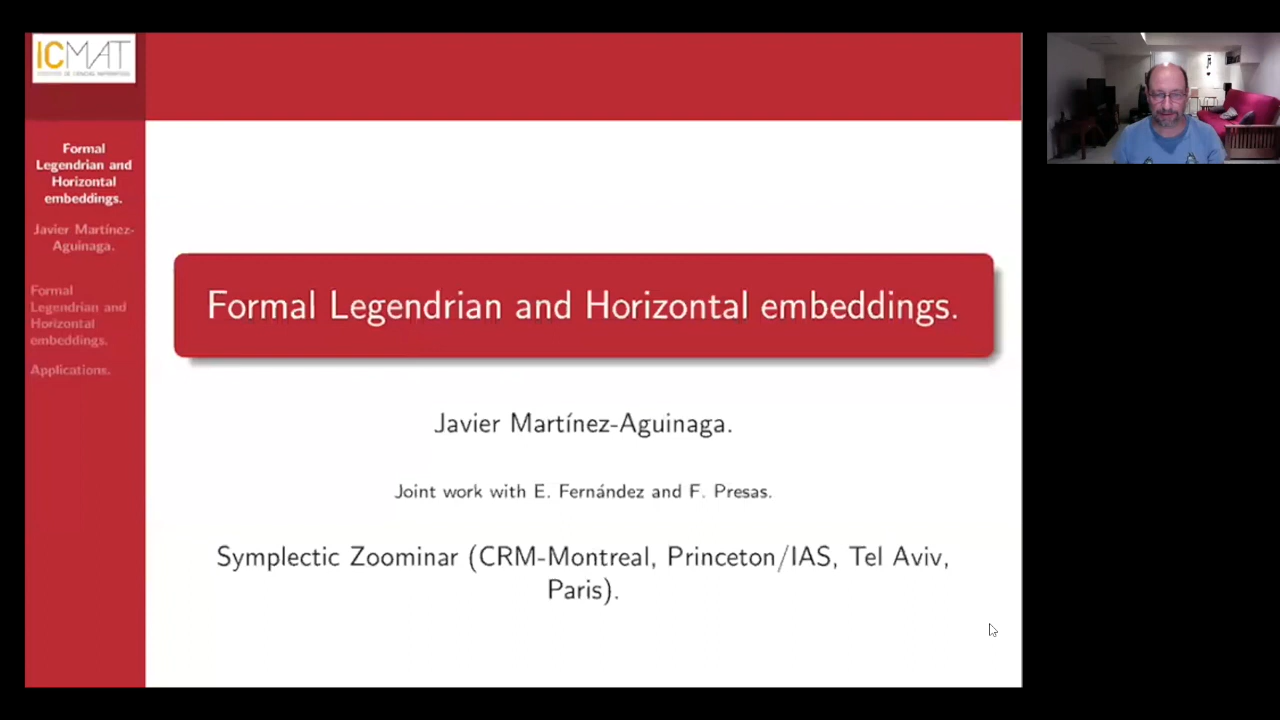 ICMAT
Formal
Legendrian and
Horizontal
embeddings.
Javier Martínez-
Aguinaga.
Formal
Legendrian and
Horizontal
embeddings.
Applications.
Formal Legendrian and Horizontal embeddings.
Javier Martínez-Aguinaga.
Joint work with E. Fernández and F. Presas.
Symplectic Zoominar (CRM-Montreal, Princeton/IAS, Tel Aviv,
Paris).